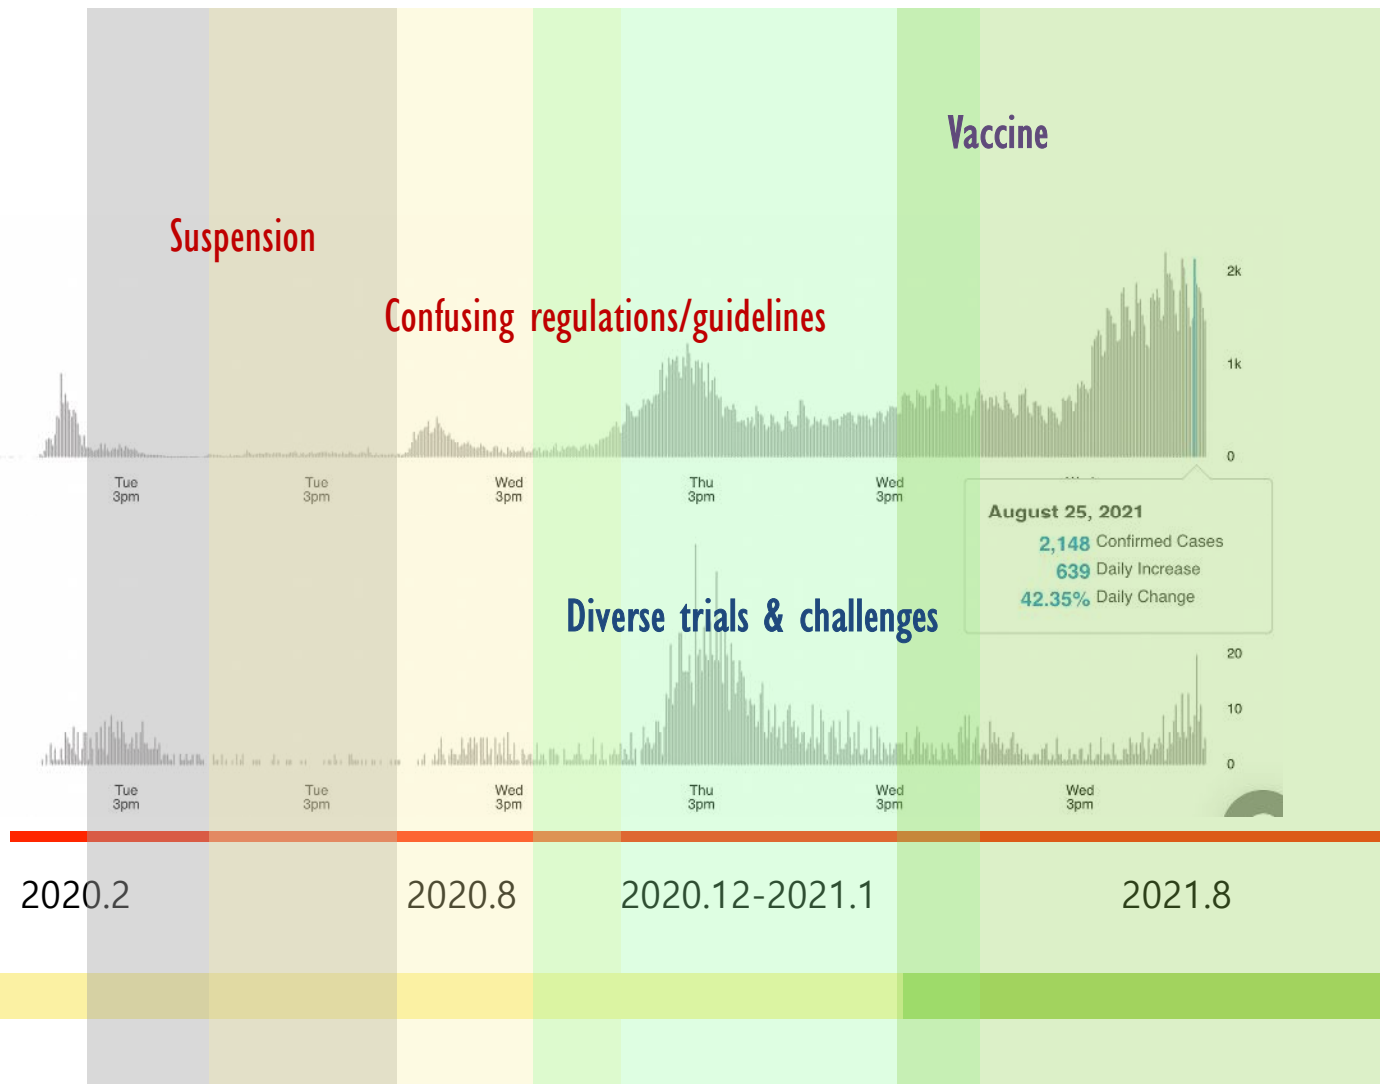 Vaccine
Suspension
Confusing regulations/guidelines
2k
1k
0
Tue
3pm
Tue
3pm
Wed
3pm
Thu
3pm
Wed
3pm
August 25, 2021
2,148 Confirmed Cases
639 Daily Increase
42.35% Daily Change
Diverse trials & challenges
20
10
0
Tue
3pm
Tue
3pm
Wed
3pm
Thu
3pm
Wed
3pm
Wed
3pm
2020.2
2020.8
2020.12-2021.1
2021.8